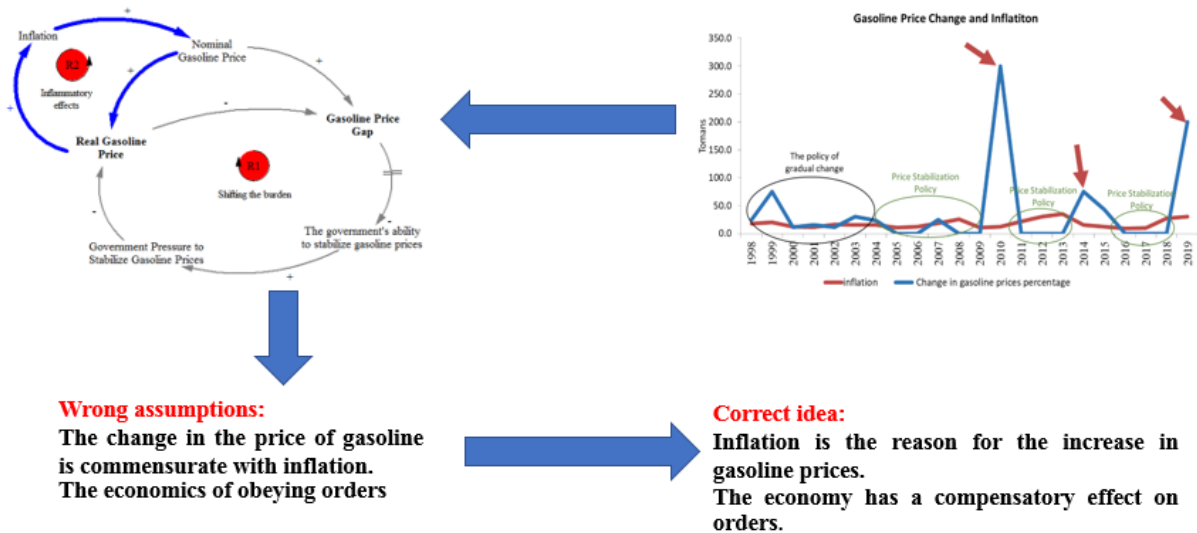 Inflation
R2
Inflammatory
effects
Nominal
Gasoline Price
Real Gasoline
Price
Gasoline Price
Gap
R1
Shifting the burden
The government's ability
to stabilize gasoline prices
Government Pressure to
Stabilize Gasoline Prices
+
+
+
+
-
-
-
+
Gasoline Price Change and Inflatiton
Tomans
350.0
300.0
250.0
200.0
150.0
100.0
50.0
0.0
The policy of
gradual change
Price Stabilization
Policy
Price Stabilization
Policy
Price Stabilization
Policy
1998
1999
2000
2001
2002
2003
2004
2005
2006
2007
2008
2009
2010
2011
2012
2013
2014
2015
2016
2017
2018
2019
inflation
Change in gasoline prices percentage
Wrong assumptions:
The change in the price of gasoline
is commensurate with inflation.
The economics of obeying orders
Correct idea:
Inflation is the reason for the increase in
gasoline prices.
The economy has a compensatory effect on
orders.